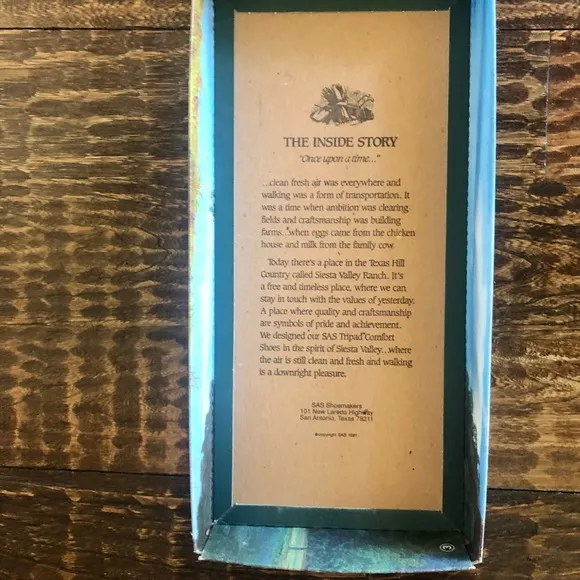 THE INSIDE STORY
"Once upon a time..."
...clean fresh air was everywhere and
walking was a form of transportation. It
was a time when ambition was clearing
fields and craftsmanship was building
farms...when eggs came from the chicken
house and milk from the family cow.
Today there's a place in the Texas Hill
Country called Siesta Valley Ranch. It's
a free and timeless place, where we can
stay in touch with the values of yesterday.
A place where quality and craftsmanship
are symbols of pride and achievement.
We designed our SAS Tripad Comfort
Shoes in the spirit of Siesta Valley...where
the air is still clean and fresh and walking
is a downright pleasure.
SAS Shoemakers
101 New Laredo Highway
San Antonio, Texas 78211
©copyright SAS
3